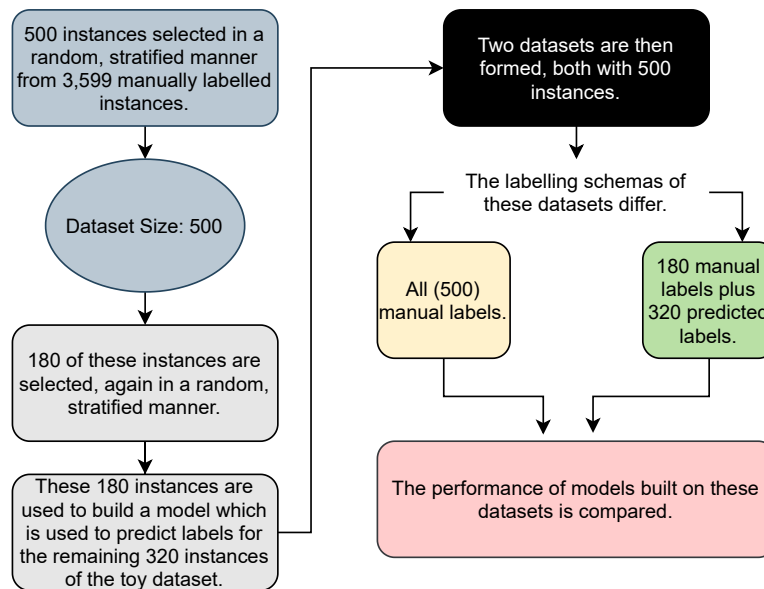 500 instances selected in a
random, stratified manner
from 3,599 manually labelled
instances.
Dataset Size: 500
180 of these instances are
selected, again in a random,
stratified manner.
These 180 instances are
used to build a model which
is used to predict labels for
the remaining 320 instances
of the toy dataset.
Two datasets are then
formed, both with 500
instances.
The labelling schemas of
these datasets differ.
All (500)
manual labels.
180 manual
labels plus
320 predicted
labels.
The performance of models built on these
datasets is compared.